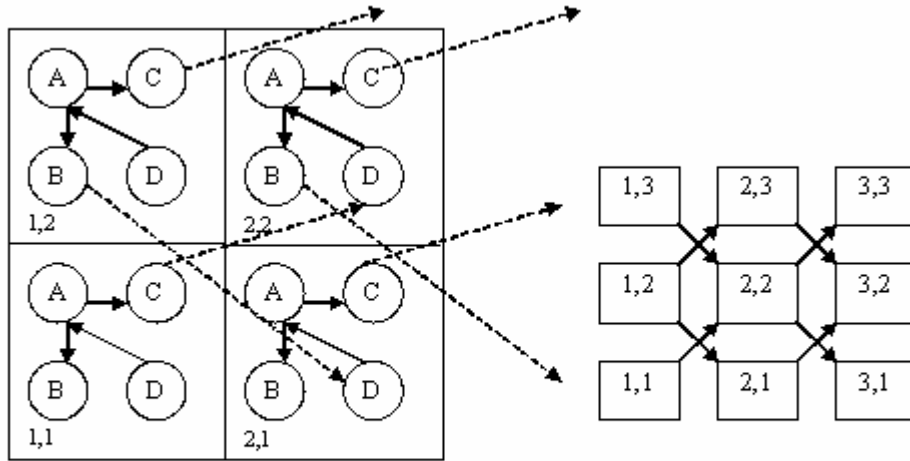 A C A C
B D B D
1,2 2,2
A C A C
B D B D
1,1 2,1
1,3 2,3 3,3
1,2 2,2 3,2
1,1 2,1 3,1